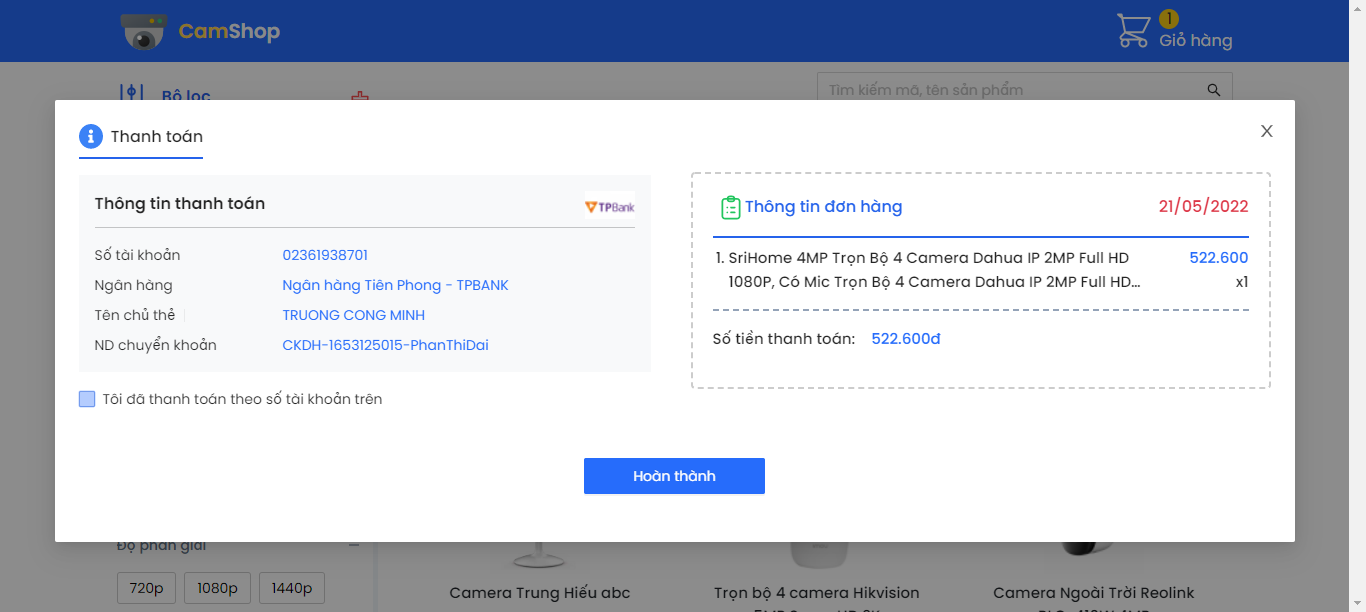 CamShop
1
Giỏ hàng
Bộ lọc
Tìm kiếm mã, tên sản phẩm
Thanh toán
X
Thông tin thanh toán
TPBank
Số tài khoản 02361938701
Ngân hàng Ngân hàng Tiên Phong - TPBANK
Tên chủ thẻ TRUONG CONG MINH
ND chuyển khoản CKDH-1653125015-PhanThiDai
Tôi đã thanh toán theo số tài khoản trên
Thông tin đơn hàng 21/05/2022
1. SriHome 4MP Trọn Bộ 4 Camera Dahua IP 2MP Full HD 522.600
1080P, Có Mic Trọn Bộ 4 Camera Dahua IP 2MP Full HD... x1
Số tiền thanh toán: 522.600đ
Hoàn thành
Độ phân giải
720p 1080p 1440p
Camera Trung Hiếu abc
Trọn bộ 4 camera Hikvision
Camera Ngoài Trời Reolink